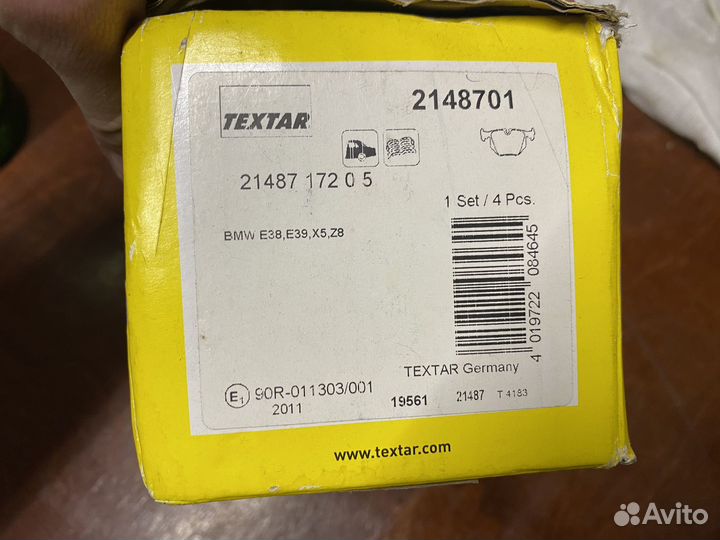 TEXTAR
2148701
21487 172 0 5
1 Set / 4 Pcs.
BMW E38,E39,X5,Z8
4 019722 084645
TEXTAR Germany
E1 90R-011303/001
2011
19561 21487 T 4183
www.textar.com
Avito